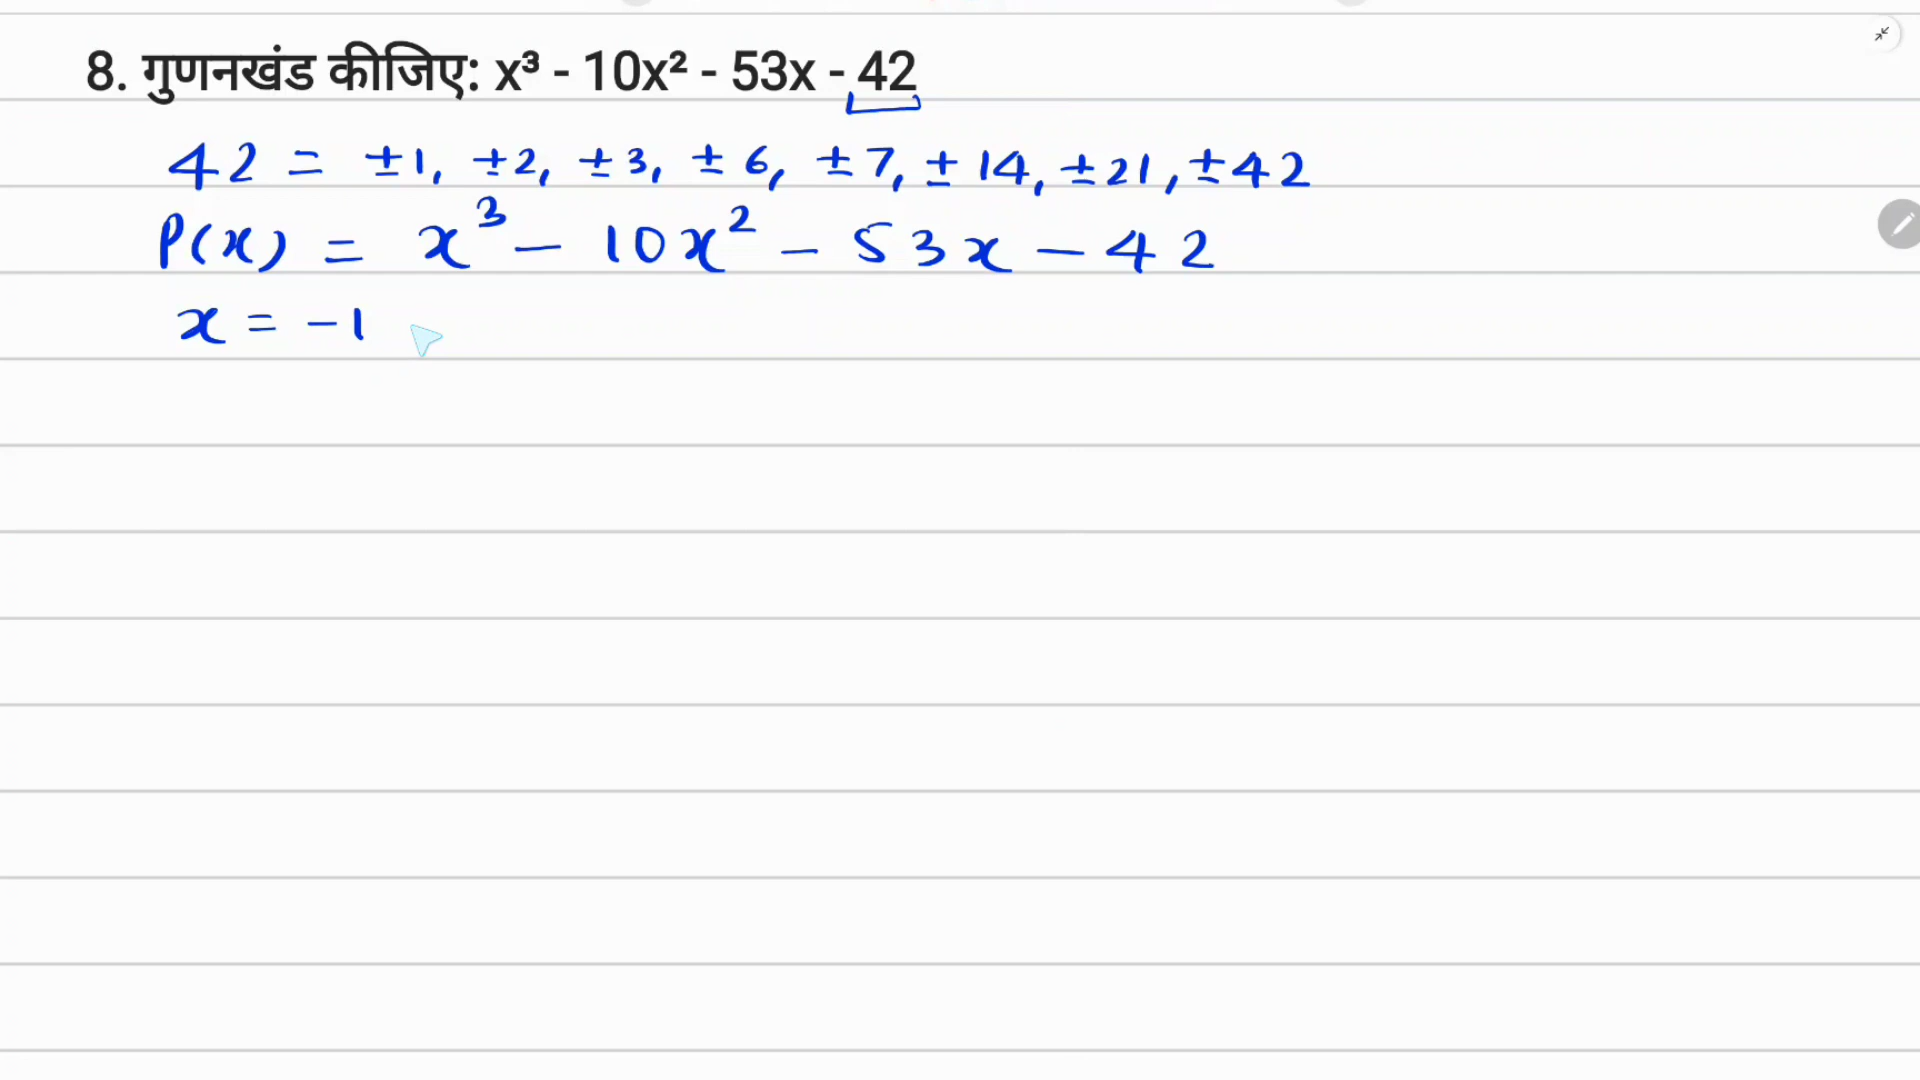 8. गुणनखंड कीजिए: x³ - 10x² - 53x - 42
42 = ±1, ±2, ±3, ±6, ±7, ±14, ±21, ±42
P(x) = x³ - 10x² - 53x - 42
x = -1